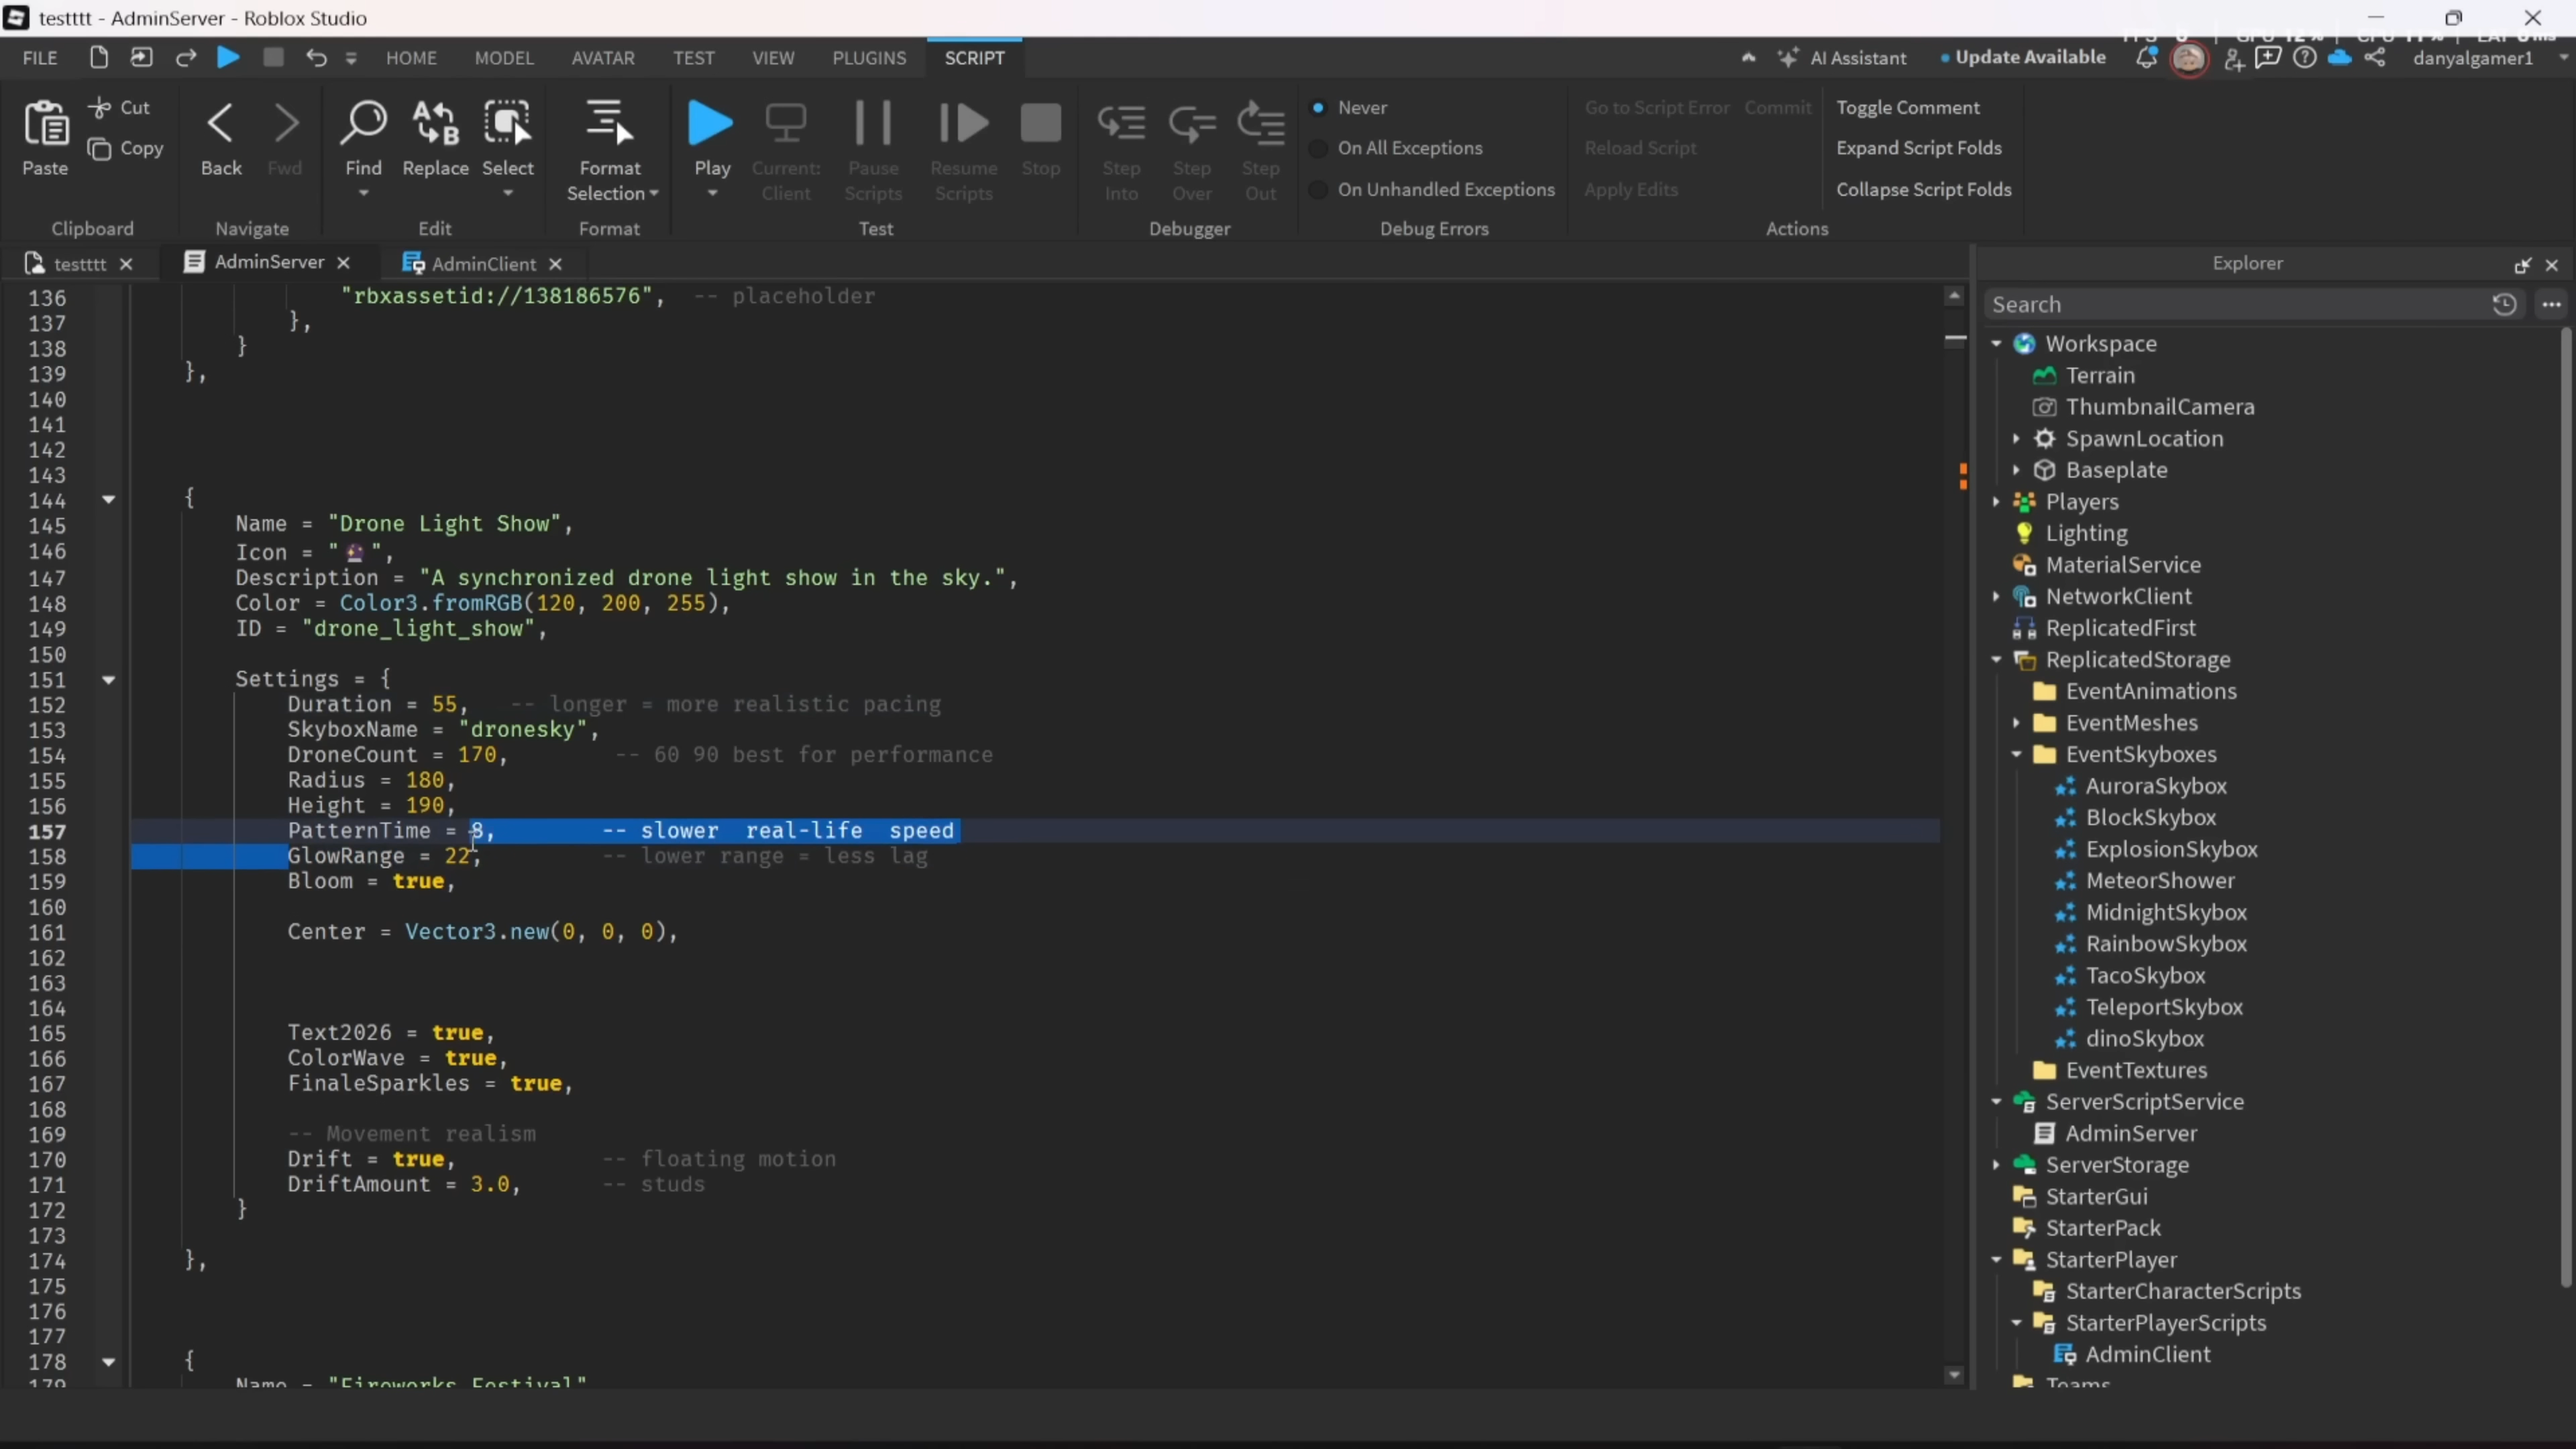 testttt - AdminServer - Roblox Studio
FILE HOME MODEL AVATAR TEST VIEW PLUGINS SCRIPT AI Assistant Update Available danyalgamer1
Paste Cut Copy Back Fwd Find Replace Select Format Selection Play Current: Client Pause Scripts Resume Scripts Stop Step Into Step Over Step Out
Never
On All Exceptions
On Unhandled Exceptions
Go to Script Error Commit
Reload Script
Apply Edits
Toggle Comment
Expand Script Folds
Collapse Script Folds
Clipboard Navigate Edit Format Test Debugger Debug Errors Actions
testttt AdminServer AdminClient
136 "rbxassetid://138186576", -- placeholder
137 },
138 }
139 },
140
141
142
143
144 {
145 Name = "Drone Light Show",
146 Icon = "🔮",
147 Description = "A synchronized drone light show in the sky.",
148 Color = Color3.fromRGB(120, 200, 255),
149 ID = "drone_light_show",
150
151 Settings = {
152 Duration = 55, -- longer = more realistic pacing
153 SkyboxName = "dronesky",
154 DroneCount = 170, -- 60 90 best for performance
155 Radius = 180,
156 Height = 190,
157 PatternTime = 8, -- slower real-life speed
158 GlowRange = 22, -- lower range = less lag
159 Bloom = true,
160
161 Center = Vector3.new(0, 0, 0),
162
163
164
165 Text2026 = true,
166 ColorWave = true,
167 FinaleSparkles = true,
168
169 -- Movement realism
170 Drift = true, -- floating motion
171 DriftAmount = 3.0, -- studs
172 }
173
174 },
175
176
177
178 {
179 Name = "Fireworks Festival"
Explorer
Search
Workspace
Terrain
ThumbnailCamera
SpawnLocation
Baseplate
Players
Lighting
MaterialService
NetworkClient
ReplicatedFirst
ReplicatedStorage
EventAnimations
EventMeshes
EventSkyboxes
AuroraSkybox
BlockSkybox
ExplosionSkybox
MeteorShower
MidnightSkybox
RainbowSkybox
TacoSkybox
TeleportSkybox
dinoSkybox
EventTextures
ServerScriptService
AdminServer
ServerStorage
StarterGui
StarterPack
StarterPlayer
StarterCharacterScripts
StarterPlayerScripts
AdminClient
Teams